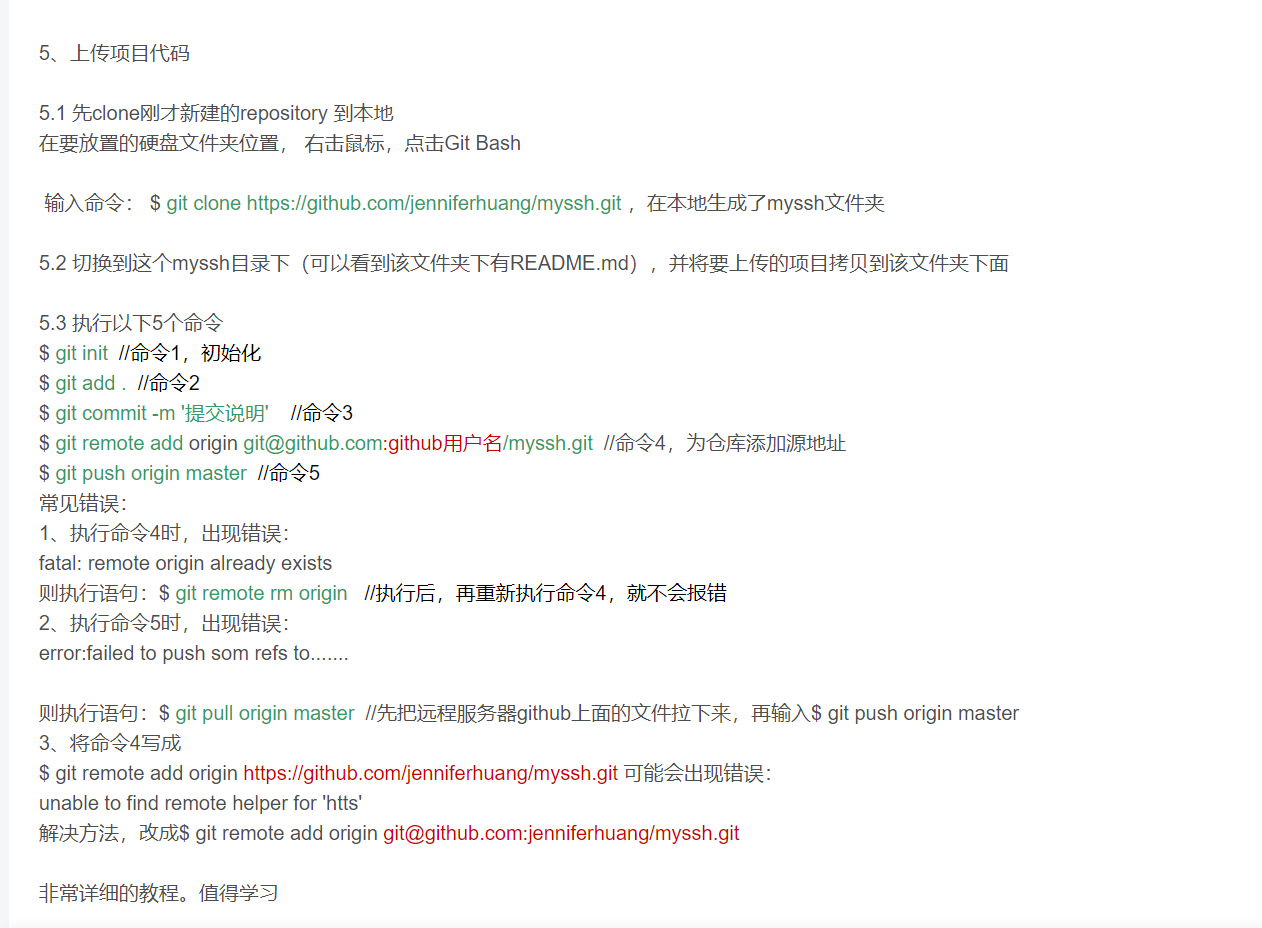 5、上传项目代码
5.1 先clone刚才新建的repository 到本地
在要放置的硬盘文件夹位置， 右击鼠标，点击Git Bash
输入命令： $ git clone https://github.com/jenniferhuang/myssh.git ，在本地生成了myssh文件夹
5.2 切换到这个myssh目录下（可以看到该文件夹下有README.md），并将要上传的项目拷贝到该文件夹下面
5.3 执行以下5个命令
$ git init //命令1，初始化
$ git add . //命令2
$ git commit -m '提交说明' //命令3
$ git remote add origin git@github.com:github用户名/myssh.git //命令4，为仓库添加源地址
$ git push origin master //命令5
常见错误：
1、执行命令4时，出现错误：
fatal: remote origin already exists
则执行语句：$ git remote rm origin //执行后，再重新执行命令4，就不会报错
2、执行命令5时，出现错误：
error:failed to push som refs to.......
则执行语句：$ git pull origin master //先把远程服务器github上面的文件拉下来，再输入$ git push origin master
3、将命令4写成
$ git remote add origin https://github.com/jenniferhuang/myssh.git 可能会出现错误：
unable to find remote helper for 'htts'
解决方法，改成$ git remote add origin git@github.com:jenniferhuang/myssh.git
非常详细的教程。值得学习